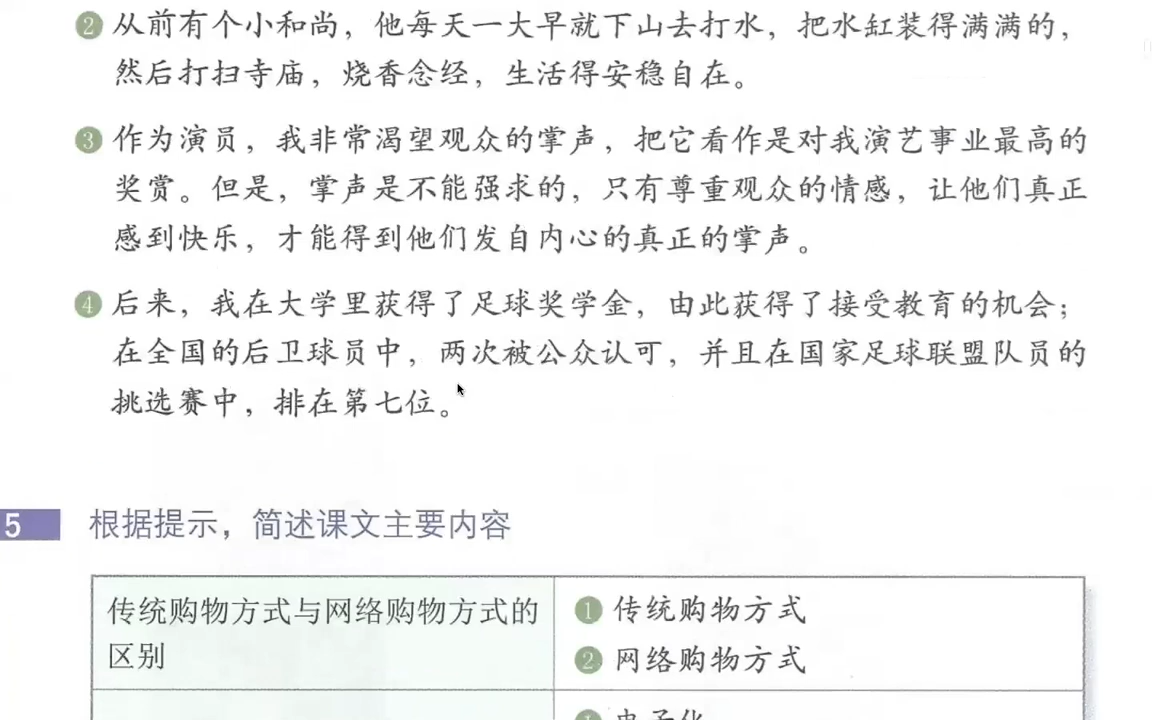 2 从前有个小和尚，他每天一大早就下山去打水，把水缸装得满满的，
然后打扫寺庙，烧香念经，生活得安稳自在。
3 作为演员，我非常渴望观众的掌声，把它看作是对我演艺事业最高的
奖赏。但是，掌声是不能强求的，只有尊重观众的情感，让他们真正
感到快乐，才能得到他们发自内心的真正的掌声。
4 后来，我在大学里获得了足球奖学金，由此获得了接受教育的机会；
在全国的后卫球员中，两次被公众认可，并且在国家足球联盟队员的
挑选赛中，排在第七位。
5 根据提示，简述课文主要内容
传统购物方式与网络购物方式的
区别
1 传统购物方式
2 网络购物方式
1 电子化